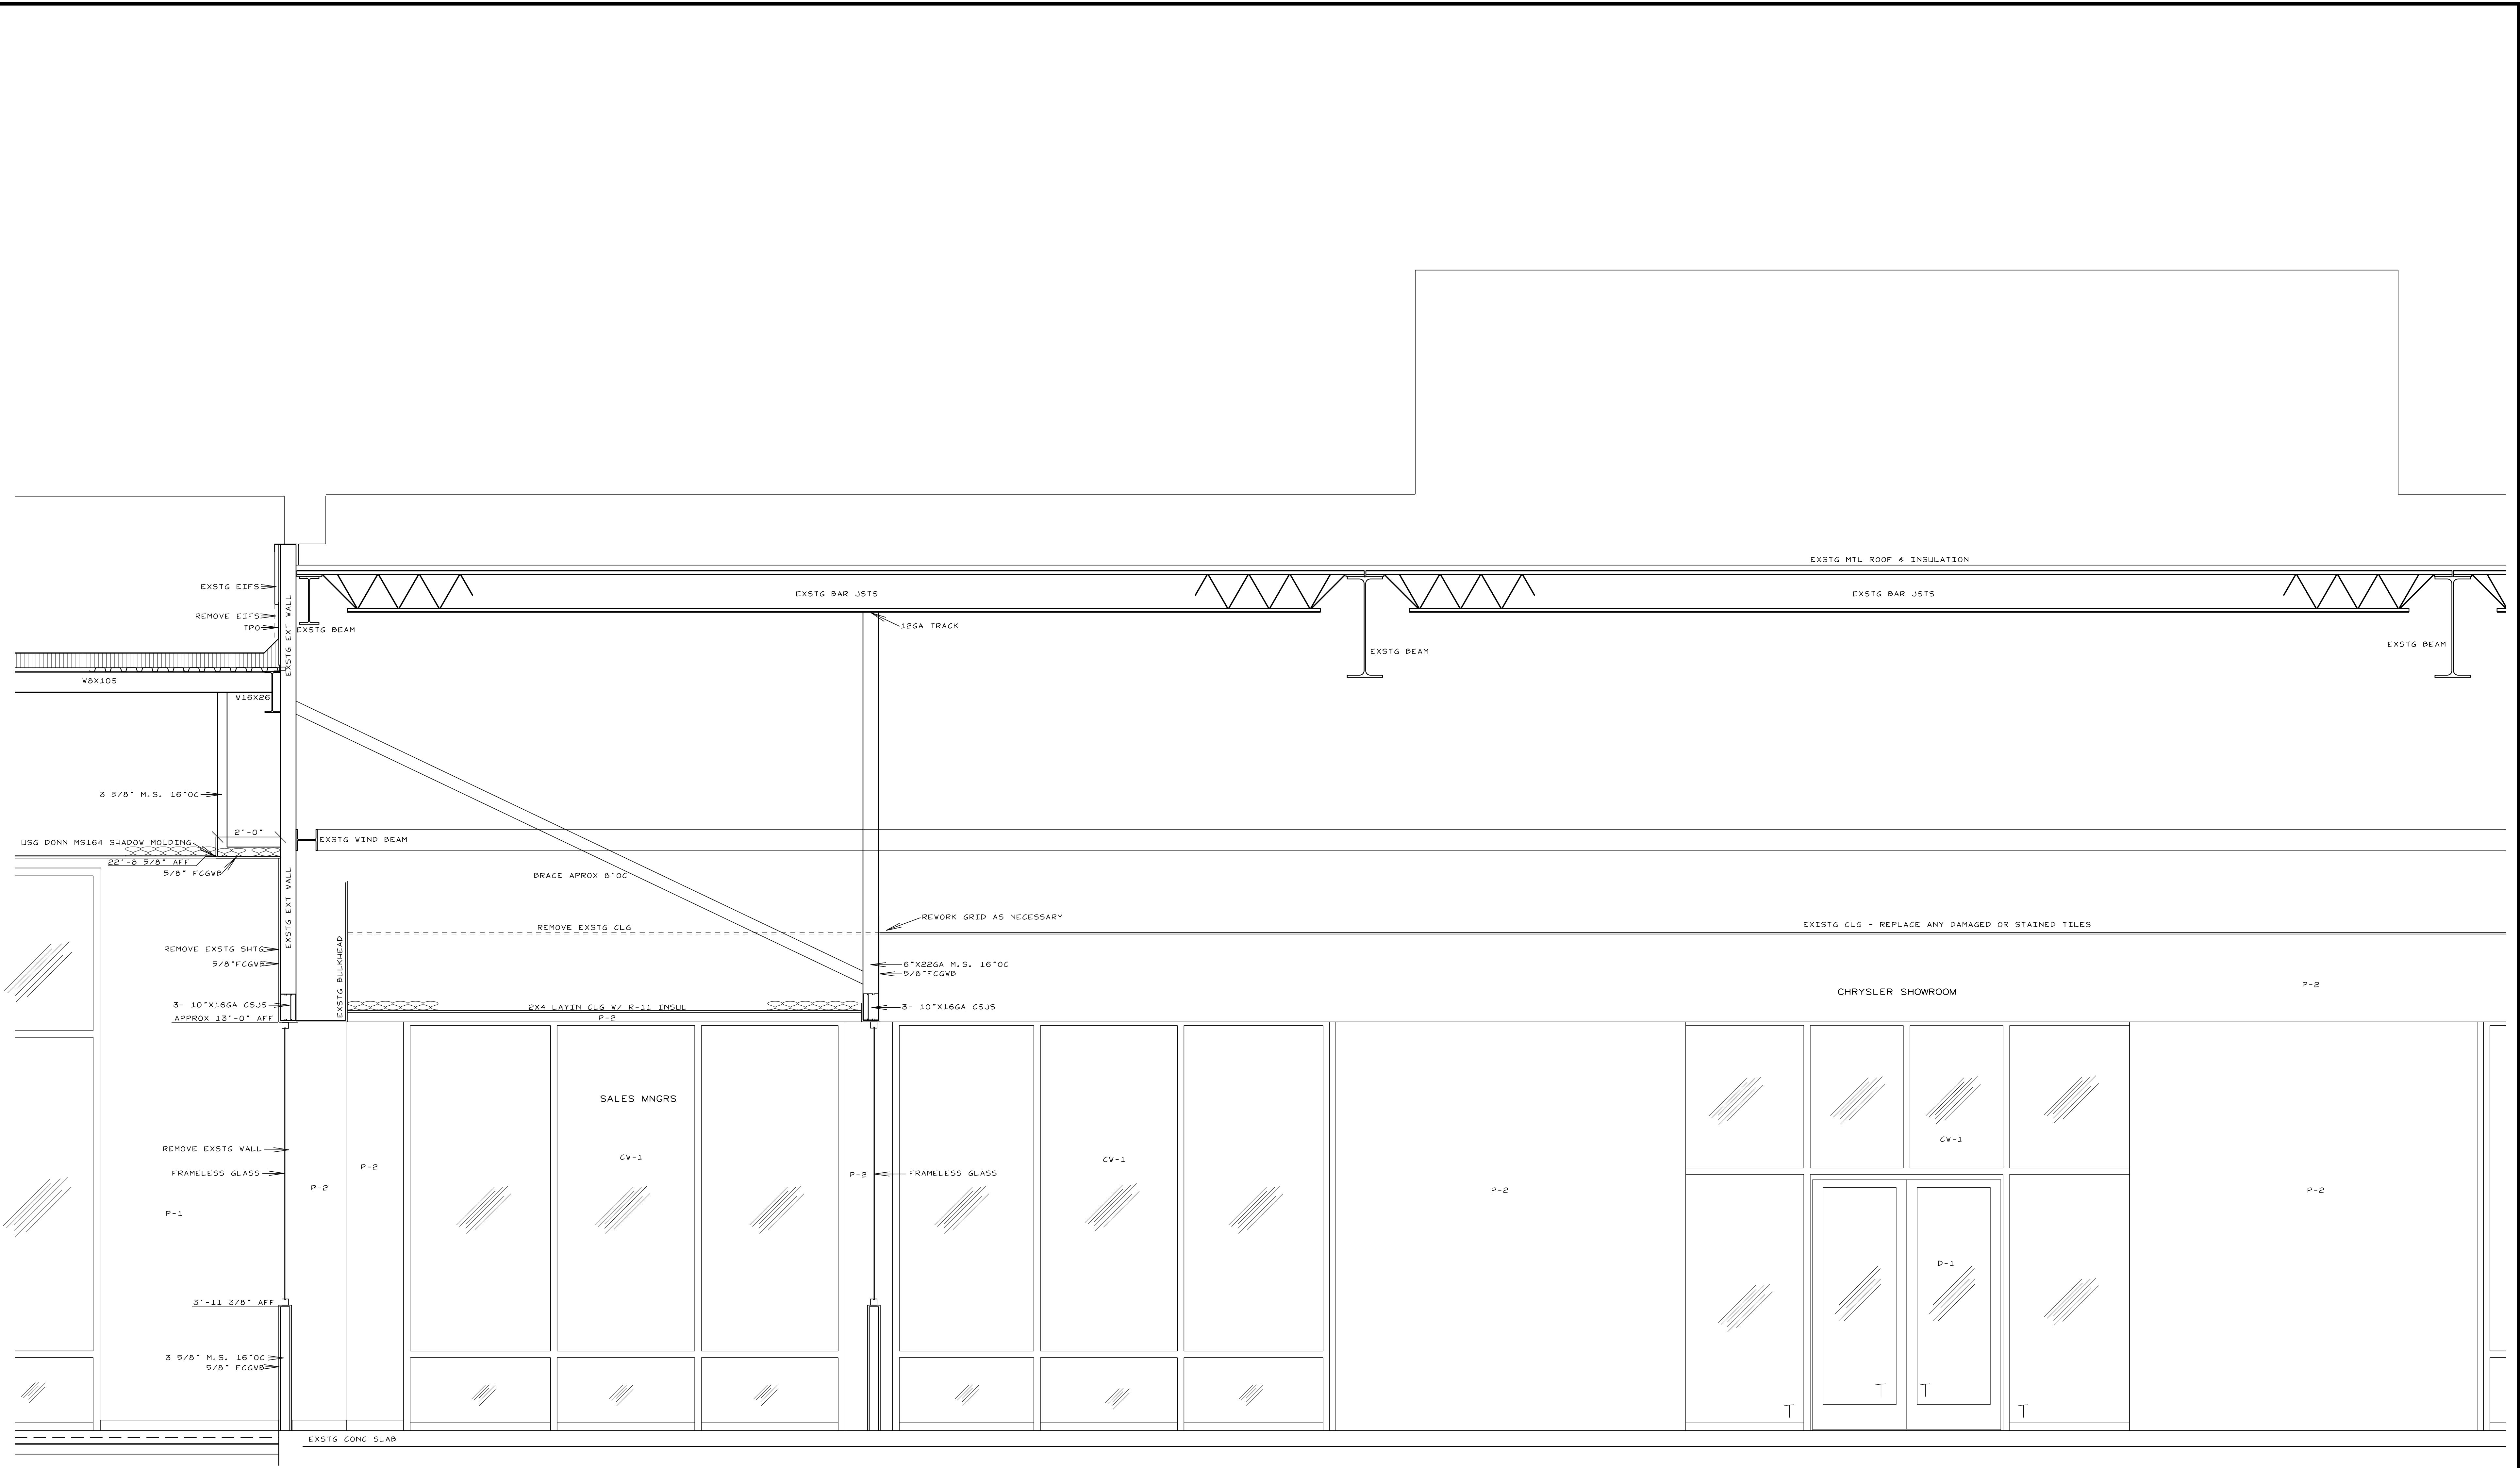 EXSTG MTL ROOF & INSULATION
EXSTG EIFS
EXSTG BAR JSTS
EXSTG BAR JSTS
REMOVE EIFS
TPO
EXSTG EXT WALL
EXSTG BEAM
12GA TRACK
EXSTG BEAM
EXSTG BEAM
W8X10S
W16X26
3 5/8" M.S. 16"OC
2'-0"
USG DONN MS164 SHADOW MOLDING
EXSTG WIND BEAM
22'-8 5/8" AFF
5/8" FCGWB
BRACE APROX 8'OC
EXSTG EXT WALL
REWORK GRID AS NECESSARY
REMOVE EXSTG CLG
EXISTG CLG - REPLACE ANY DAMAGED OR STAINED TILES
REMOVE EXSTG SHTG
5/8"FCGWB
EXSTG BULKHEAD
6"X22GA M.S. 16"OC
5/8"FCGWB
P-2
CHRYSLER SHOWROOM
3- 10"X16GA CSJS
2X4 LAYIN CLG W/ R-11 INSUL
3- 10"X16GA CSJS
APPROX 13'-0" AFF
P-2
SALES MNGRS
CW-1
REMOVE EXSTG WALL
CW-1
CW-1
P-2
FRAMELESS GLASS
P-2
FRAMELESS GLASS
P-2
P-2
P-2
P-1
D-1
3'-11 3/8" AFF
3 5/8" M.S. 16"OC
5/8" FCGWB
EXSTG CONC SLAB